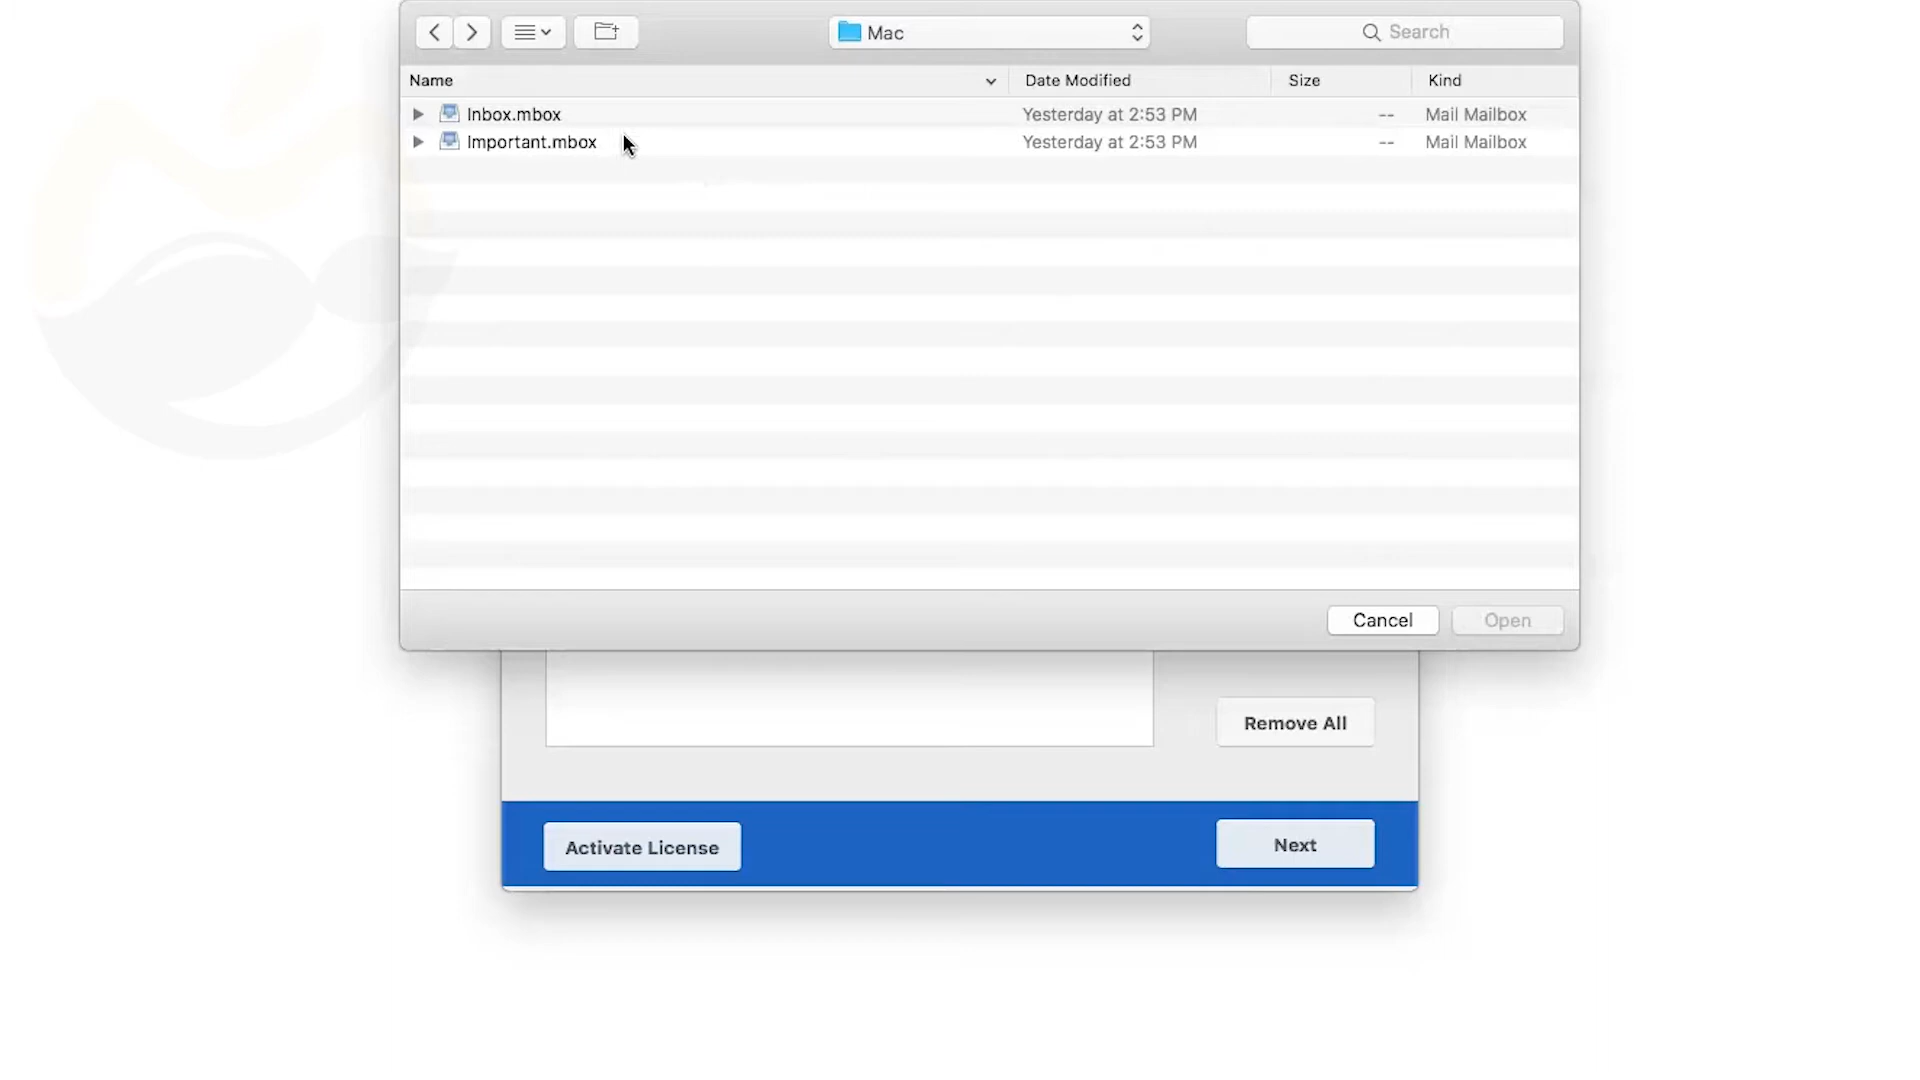 Mac
Search
Name Date Modified Size Kind
Inbox.mbox Yesterday at 2:53 PM -- Mail Mailbox
Important.mbox Yesterday at 2:53 PM -- Mail Mailbox
Cancel Open
Remove All
Activate License Next